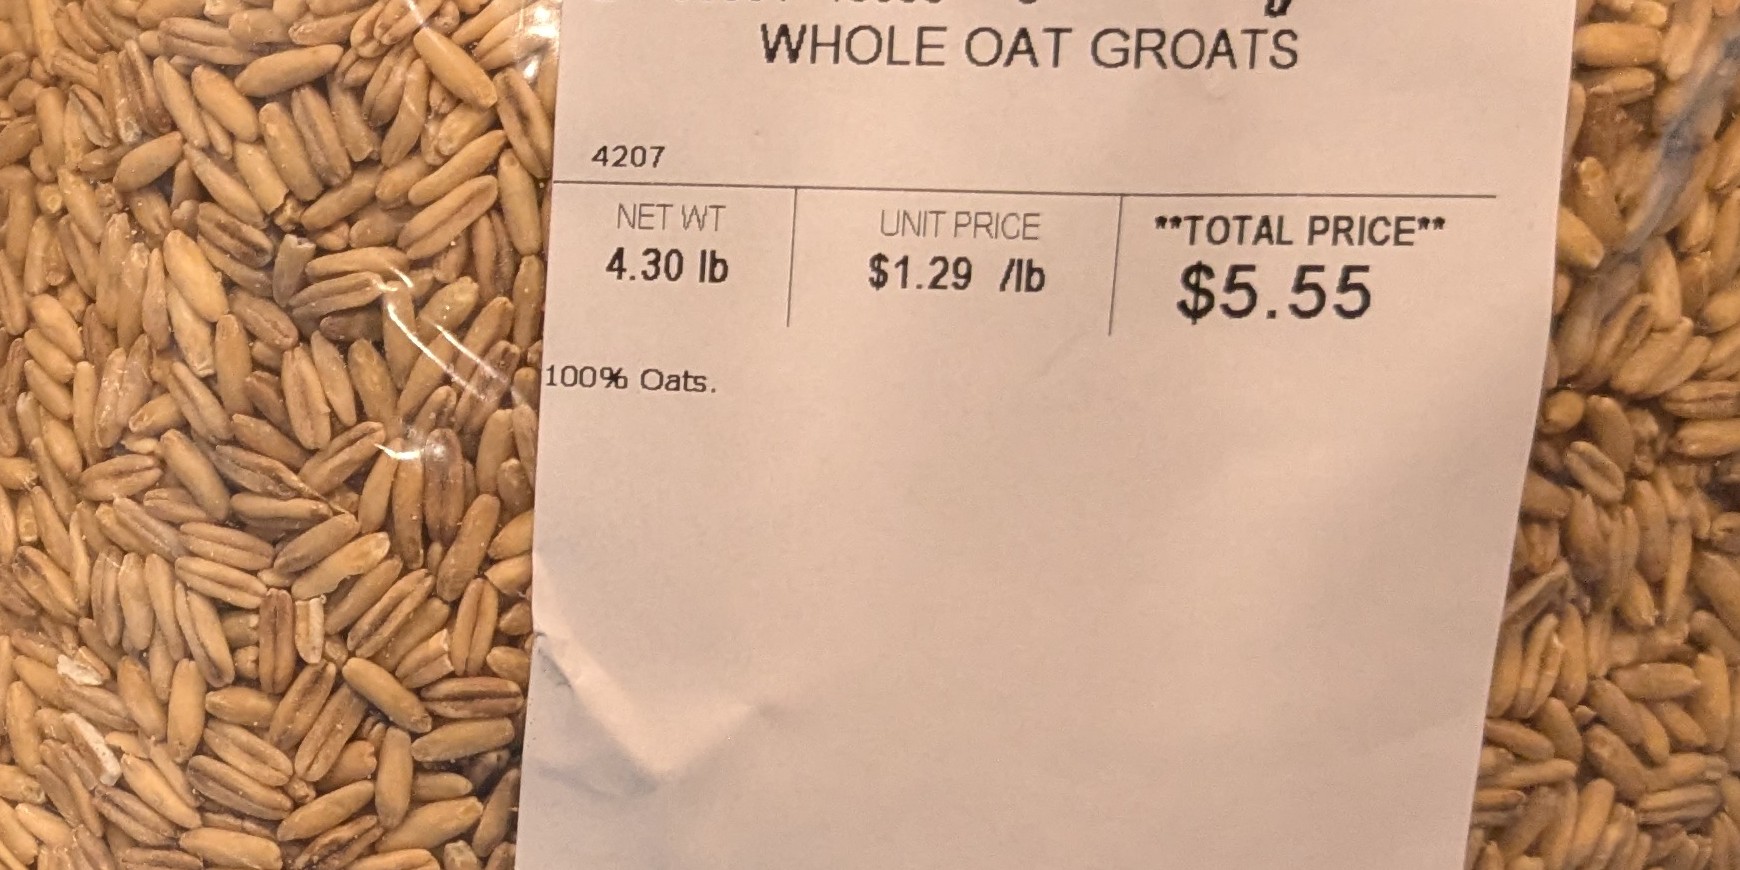 WHOLE OAT GROATS
4207
NET WT
4.30 lb
UNIT PRICE
$1.29 /lb
**TOTAL PRICE**
$5.55
100% Oats.